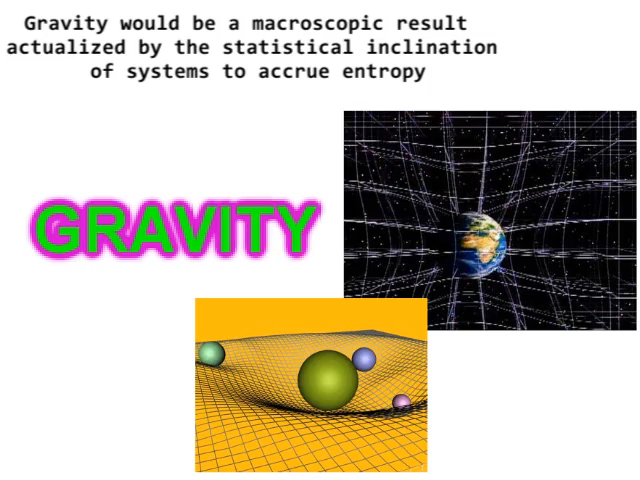 Gravity would be a macroscopic result
actualized by the statistical inclination
of systems to accrue entropy
GRAVITY